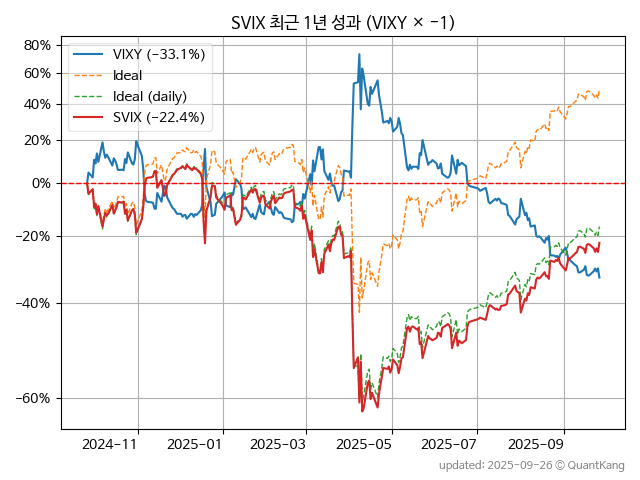 SVIX 최근 1년 성과 (VIXY × −1)
80%
60%
40%
20%
0%
−20%
−40%
−60%
VIXY (−33.1%)
Ideal
Ideal (daily)
SVIX (−22.4%)
2024−11
2025−01
2025−03
2025−05
2025−07
2025−09
updated: 2025-09-26 © QuantKang